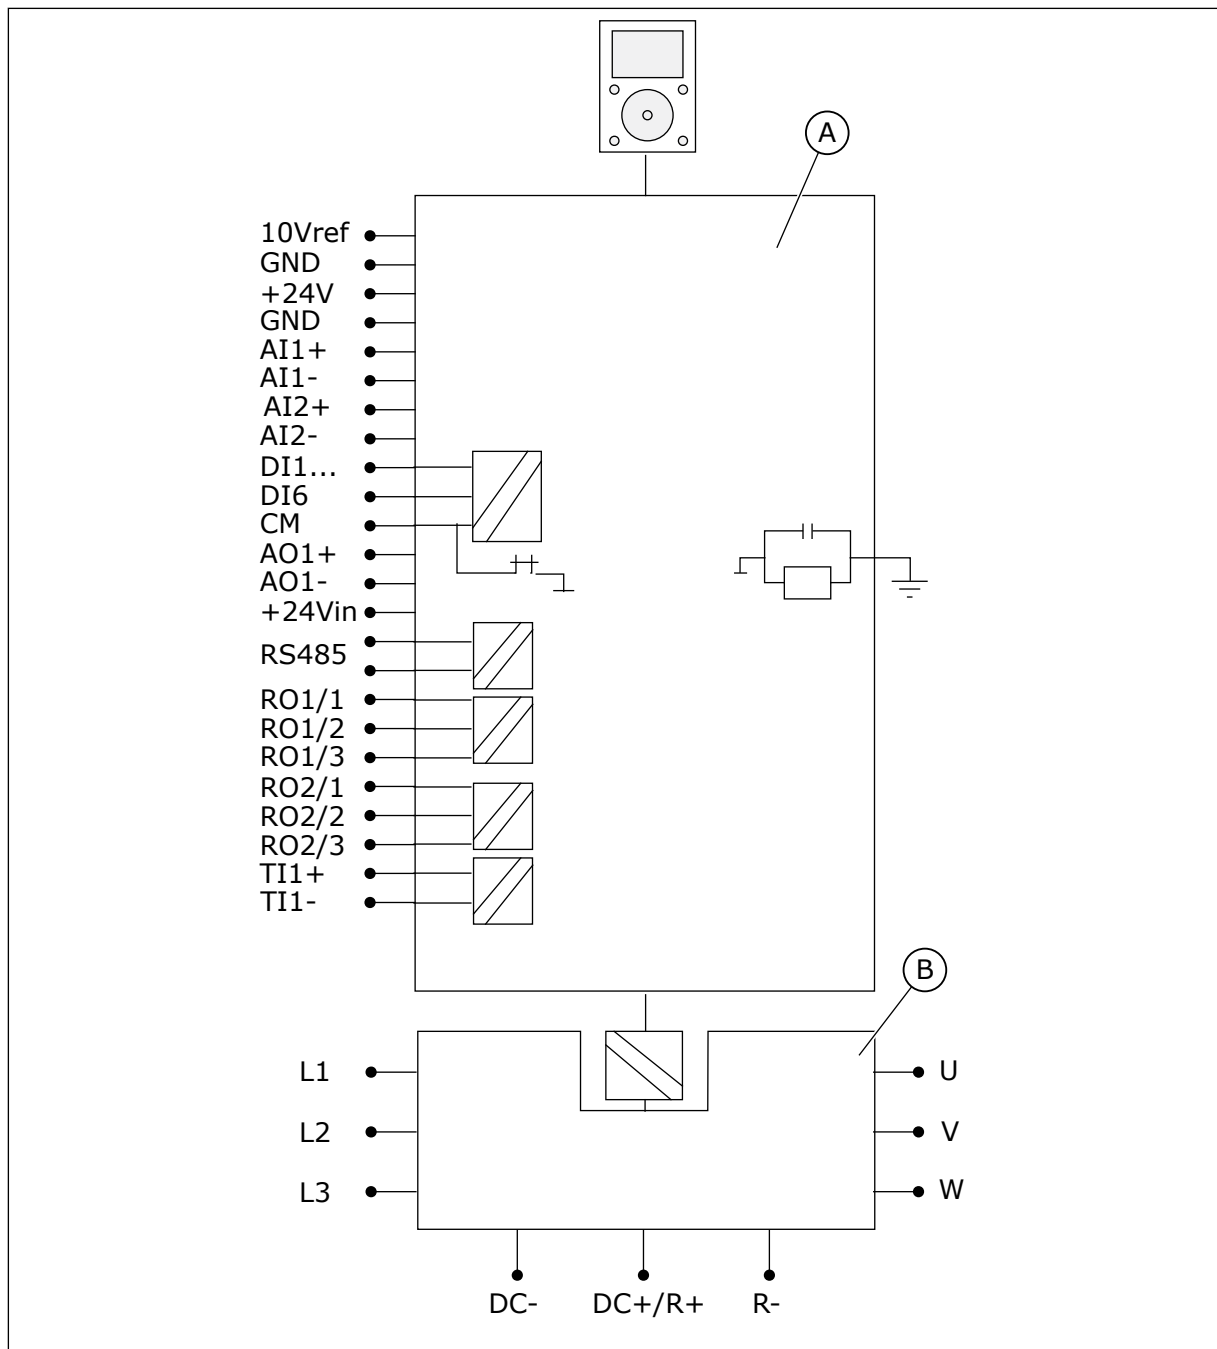 A
10Vref
GND
+24V
GND
AI1+
AI1-
AI2+
AI2-
DI1...
DI6
CM
AO1+
AO1-
+24Vin
RS485
RO1/1
RO1/2
RO1/3
RO2/1
RO2/2
RO2/3
TI1+
TI1-
B
L1
U
L2
V
L3
W
DC-
DC+/R+
R-